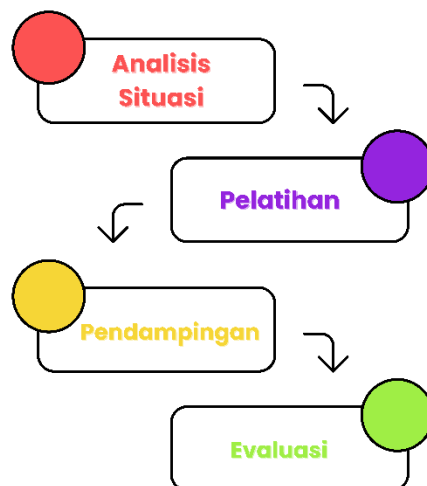 Analisis
Situasi
Pelatihan
Pendampingan
Evaluasi